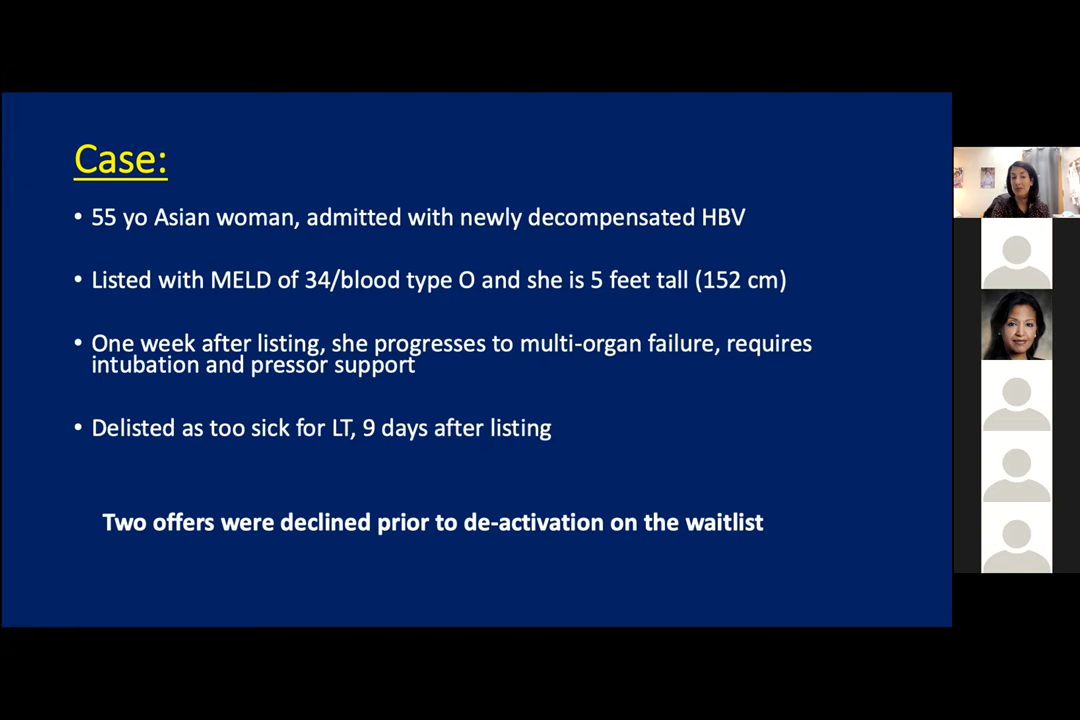 Case:
• 55 yo Asian woman, admitted with newly decompensated HBV
• Listed with MELD of 34/blood type O and she is 5 feet tall (152 cm)
• One week after listing, she progresses to multi-organ failure, requires
intubation and pressor support
• Delisted as too sick for LT, 9 days after listing
Two offers were declined prior to de-activation on the waitlist